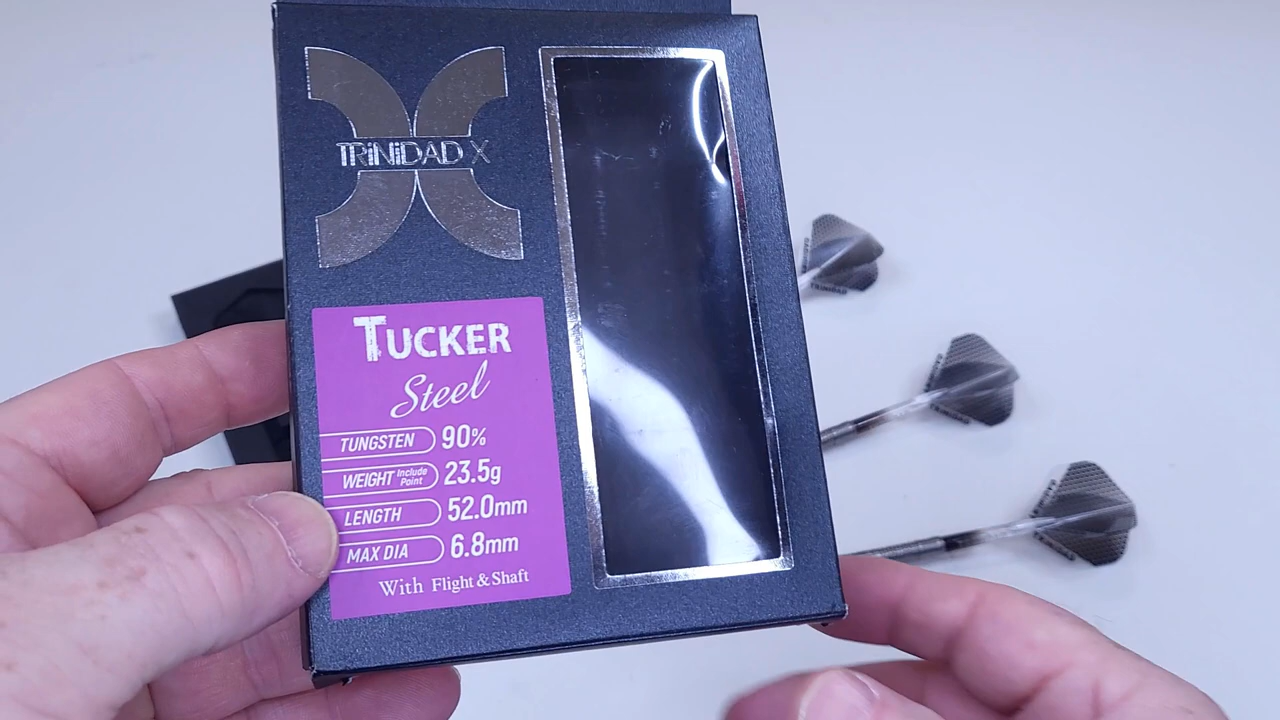 TRiNiDAD X
TUCKER
Steel
TUNGSTEN 90%
WEIGHT Include Point 23.5g
LENGTH 52.0mm
MAX DIA 6.8mm
With Flight & Shaft
TRiNiDAD